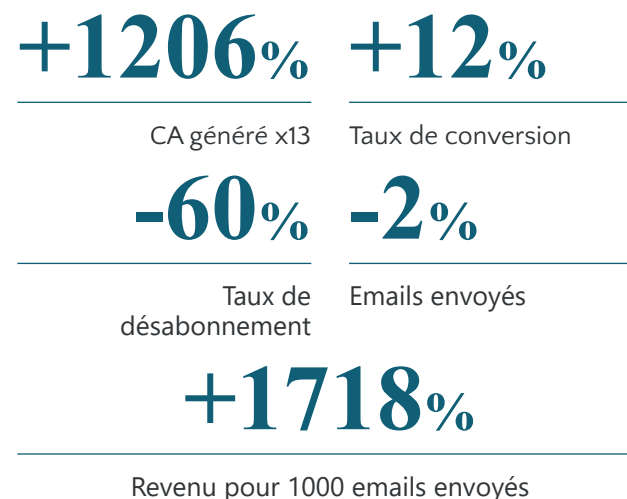 +1206% +12%
CA généré x13 Taux de conversion
-60% -2%
Taux de Emails envoyés
désabonnement
+1718%
Revenu pour 1000 emails envoyés